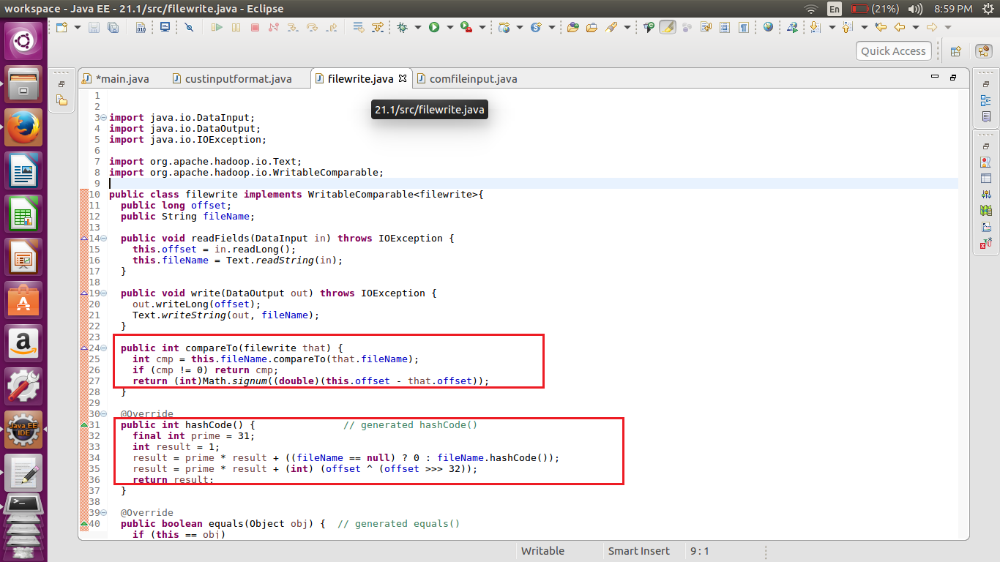 workspace - Java EE - 21.1/src/filewrite.java - Eclipse
En
(21%)
8:59 PM
010
Quick Access
*main.java
custinputformat.java
filewrite.java
comfileinput.java
21.1/src/filewrite.java
1
2
3 import java.io.DataInput;
4 import java.io.DataOutput;
5 import java.io.IOException;
6
7 import org.apache.hadoop.io.Text;
8 import org.apache.hadoop.io.WritableComparable;
9
10 public class filewrite implements WritableComparable<filewrite>{
11 public long offset;
12 public String fileName;
13
14 public void readFields(DataInput in) throws IOException {
15 this.offset = in.readLong();
16 this.fileName = Text.readString(in);
17 }
18
19 public void write(DataOutput out) throws IOException {
20 out.writeLong(offset);
21 Text.writeString(out, fileName);
22 }
23
24 public int compareTo(filewrite that) {
25 int cmp = this.fileName.compareTo(that.fileName);
26 if (cmp != 0) return cmp;
27 return (int)Math.signum((double)(this.offset - that.offset));
28 }
29
30 @Override
31 public int hashCode() { // generated hashCode()
32 final int prime = 31;
33 int result = 1;
34 result = prime * result + ((fileName == null) ? 0 : fileName.hashCode());
35 result = prime * result + (int) (offset ^ (offset >>> 32));
36 return result;
37 }
38
39 @Override
40 public boolean equals(Object obj) { // generated equals()
if (this == obj)
Java EE
IDE
a
Writable
Smart Insert
9 : 1